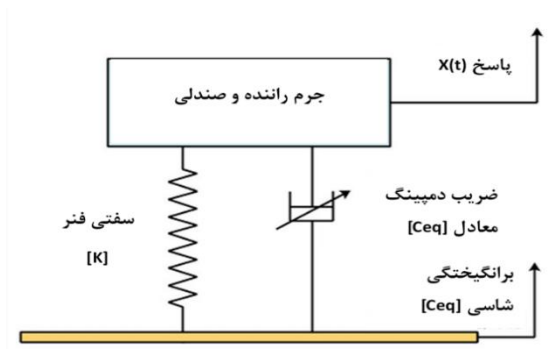 پاسخ X(t)
جرم راننده و صندلی
ضریب دمپینگ
معادل [Ceq]
سفتی فنر
[K]
برانگیختگی
شاسی [Ceq]